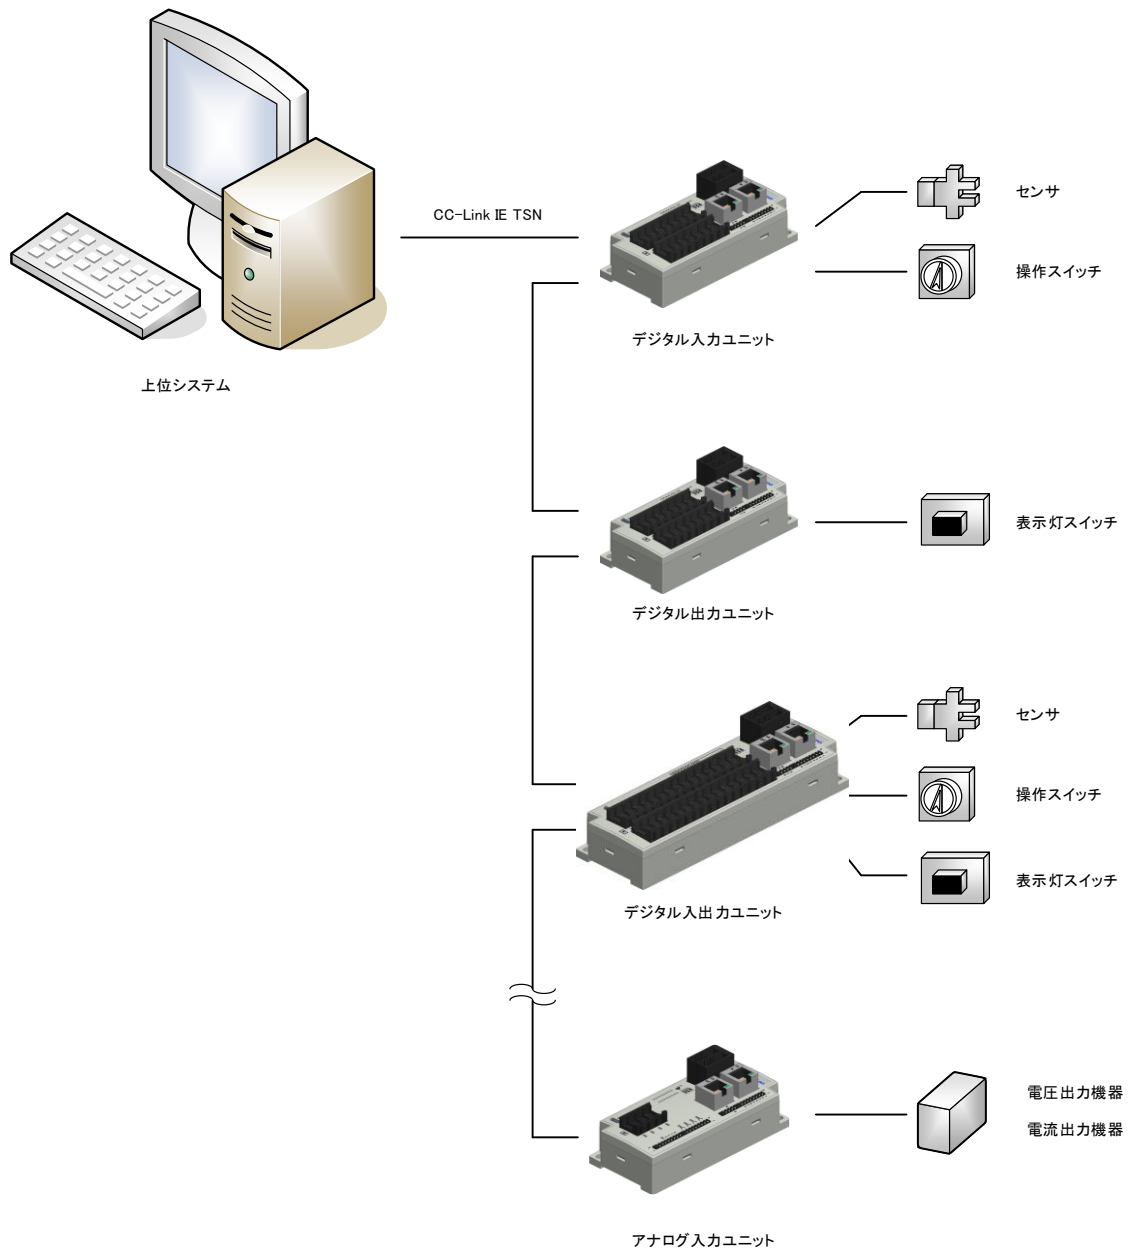 CC-Link IE TSN
センサ
操作スイッチ
デジタル入力ユニット
上位システム
表示灯スイッチ
デジタル出力ユニット
センサ
操作スイッチ
表示灯スイッチ
デジタル入出力ユニット
電圧出力機器
電流出力機器
アナログ入力ユニット